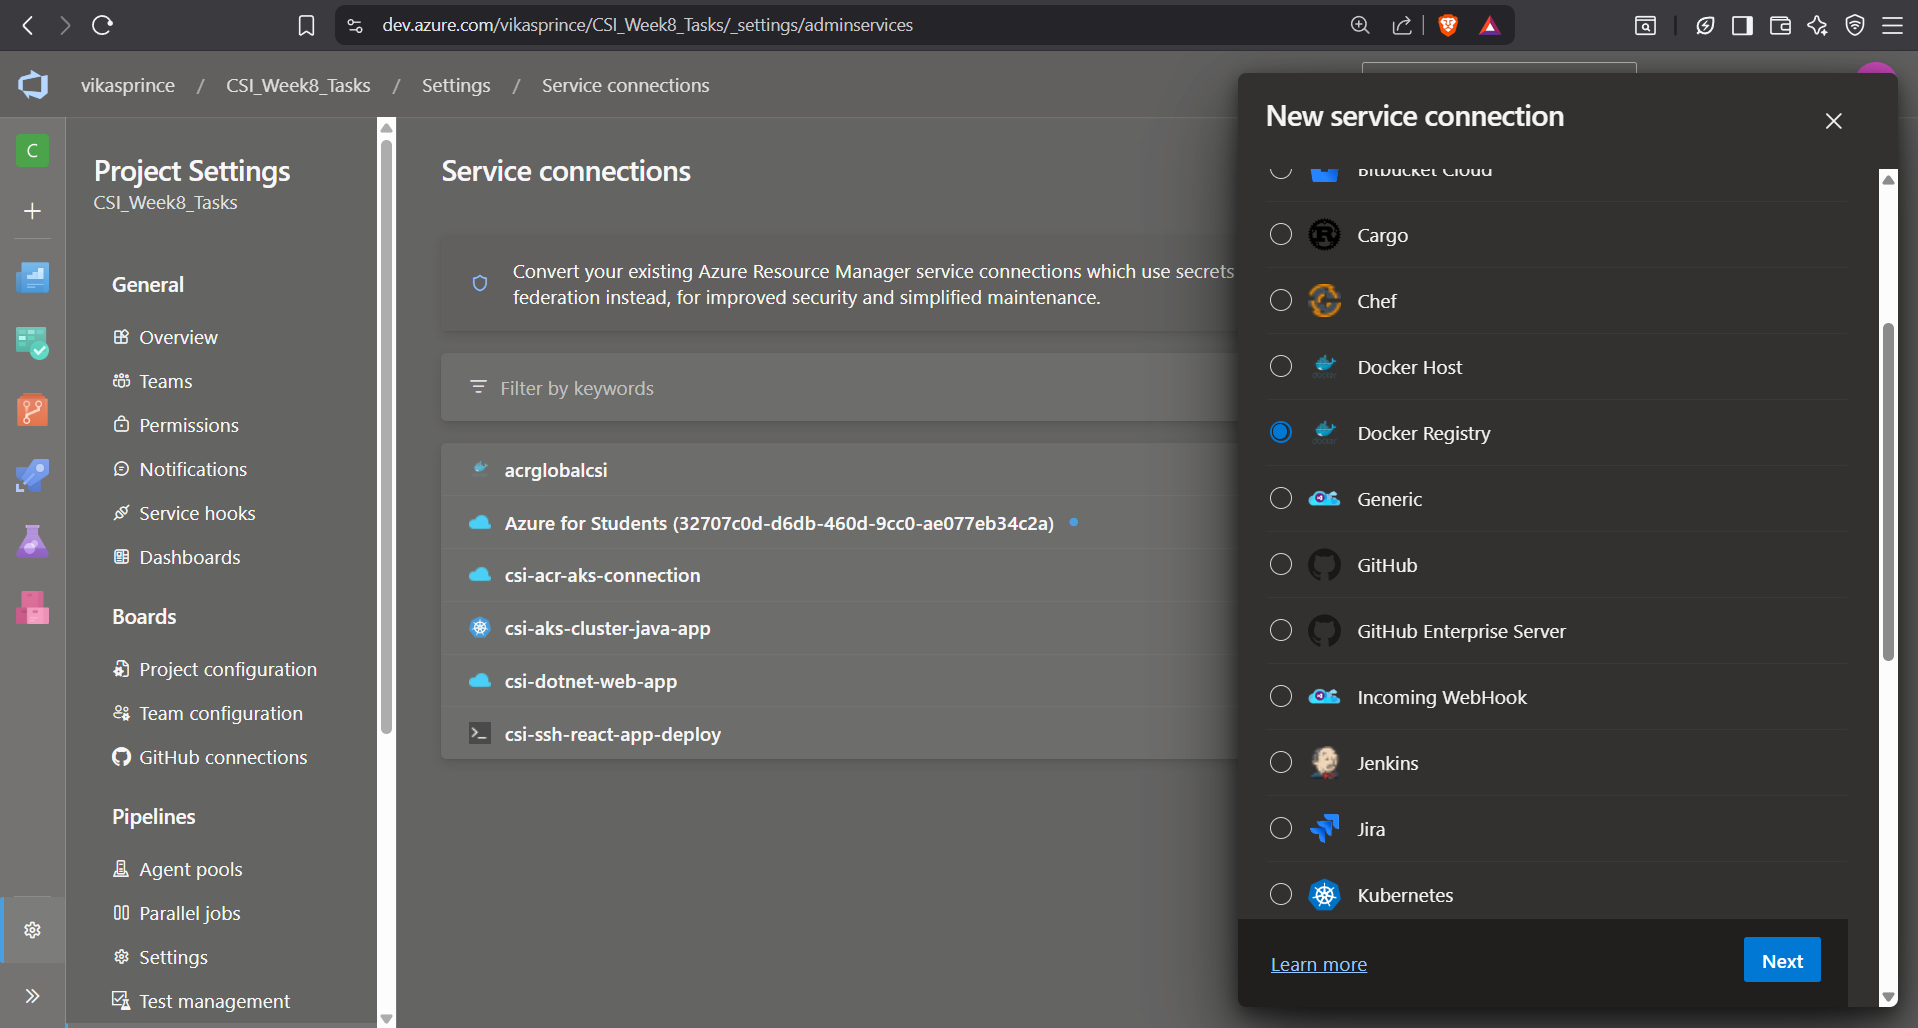 dev.azure.com/vikasprince/CSI_Week8_Tasks/_settings/adminservices
vikasprince / CSI_Week8_Tasks / Settings / Service connections
C
Project Settings
CSI_Week8_Tasks
General
Overview
Teams
Permissions
Notifications
Service hooks
Dashboards
Boards
Project configuration
Team configuration
GitHub connections
Pipelines
Agent pools
Parallel jobs
Settings
Test management
Service connections
Convert your existing Azure Resource Manager service connections which use secrets
federation instead, for improved security and simplified maintenance.
Filter by keywords
acrglobalcsi
Azure for Students (32707c0d-d6db-460d-9cc0-ae077eb34c2a)
csi-acr-aks-connection
csi-aks-cluster-java-app
csi-dotnet-web-app
csi-ssh-react-app-deploy
New service connection
Bitbucket Cloud
Cargo
Chef
Docker Host
Docker Registry
Generic
GitHub
GitHub Enterprise Server
Incoming WebHook
Jenkins
Jira
Kubernetes
Learn more
Next